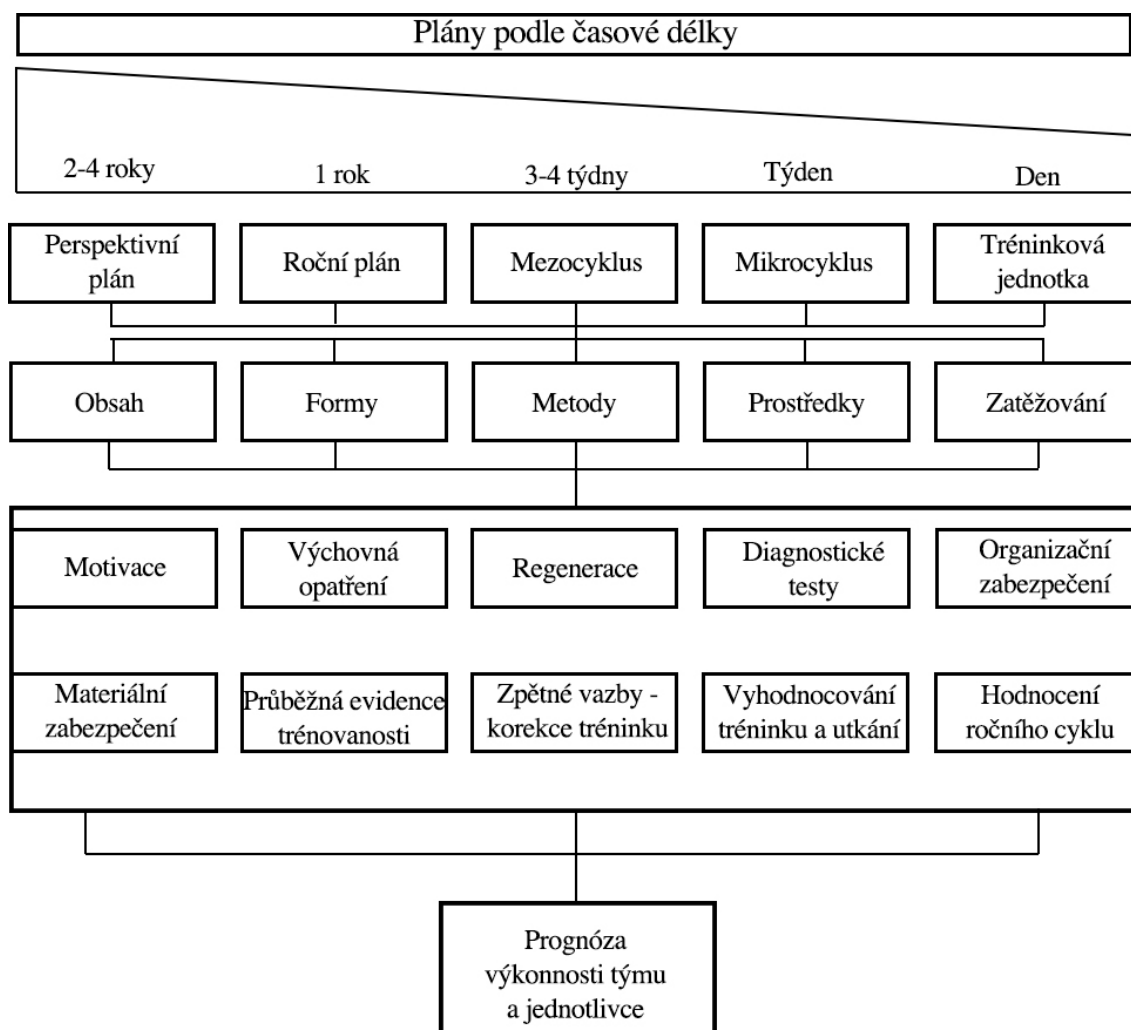 Plány podle časové délky
2-4 roky
1 rok
3-4 týdny
Týden
Den
Perspektivní
plán
Roční plán
Mezocyklus
Mikrocyklus
Tréninková
jednotka
Obsah
Formy
Metody
Prostředky
Zatěžování
Motivace
Výchovná
opatření
Regenerace
Diagnostické
testy
Organizační
zabezpečení
Materiální
zabezpečení
Průběžná evidence
trénovanosti
Zpětné vazby -
korekce tréninku
Vyhodnocování
tréninku a utkání
Hodnocení
ročního cyklu
Prognóza
výkonnosti týmu
a jednotlivce